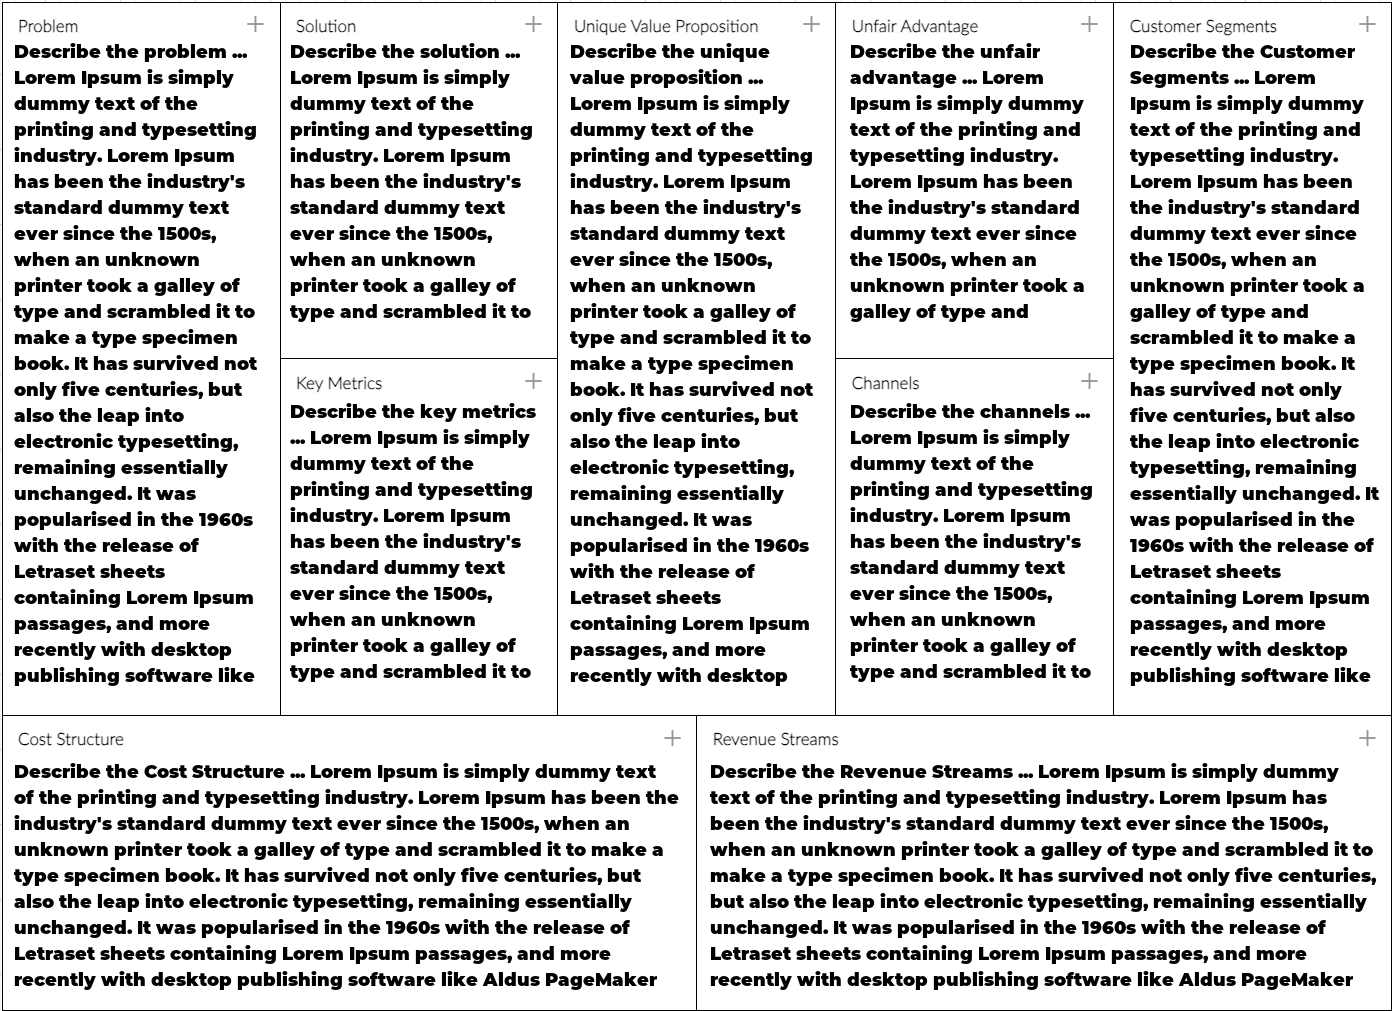 Problem
Describe the problem ...
Lorem Ipsum is simply
dummy text of the
printing and typesetting
industry. Lorem Ipsum
has been the industry's
standard dummy text
ever since the 1500s,
when an unknown
printer took a galley of
type and scrambled it to
make a type specimen
book. It has survived not
only five centuries, but
also the leap into
electronic typesetting,
remaining essentially
unchanged. It was
popularised in the 1960s
with the release of
Letraset sheets
containing Lorem Ipsum
passages, and more
recently with desktop
publishing software like
Solution
Describe the solution ...
Lorem Ipsum is simply
dummy text of the
printing and typesetting
industry. Lorem Ipsum
has been the industry's
standard dummy text
ever since the 1500s,
when an unknown
printer took a galley of
type and scrambled it to
Key Metrics
Describe the key metrics
... Lorem Ipsum is simply
dummy text of the
printing and typesetting
industry. Lorem Ipsum
has been the industry's
standard dummy text
ever since the 1500s,
when an unknown
printer took a galley of
type and scrambled it to
Unique Value Proposition
Describe the unique
value proposition ...
Lorem Ipsum is simply
dummy text of the
printing and typesetting
industry. Lorem Ipsum
has been the industry's
standard dummy text
ever since the 1500s,
when an unknown
printer took a galley of
type and scrambled it to
make a type specimen
book. It has survived not
only five centuries, but
also the leap into
electronic typesetting,
remaining essentially
unchanged. It was
popularised in the 1960s
with the release of
Letraset sheets
containing Lorem Ipsum
passages, and more
recently with desktop
Unfair Advantage
Describe the unfair
advantage ... Lorem
Ipsum is simply dummy
text of the printing and
typesetting industry.
Lorem Ipsum has been
the industry's standard
dummy text ever since
the 1500s, when an
unknown printer took a
galley of type and
Channels
Describe the channels ...
Lorem Ipsum is simply
dummy text of the
printing and typesetting
industry. Lorem Ipsum
has been the industry's
standard dummy text
ever since the 1500s,
when an unknown
printer took a galley of
type and scrambled it to
Customer Segments
Describe the Customer
Segments ... Lorem
Ipsum is simply dummy
text of the printing and
typesetting industry.
Lorem Ipsum has been
the industry's standard
dummy text ever since
the 1500s, when an
unknown printer took a
galley of type and
scrambled it to make a
type specimen book. It
has survived not only
five centuries, but also
the leap into electronic
typesetting, remaining
essentially unchanged. It
was popularised in the
1960s with the release of
Letraset sheets
containing Lorem Ipsum
passages, and more
recently with desktop
publishing software like
Cost Structure
Describe the Cost Structure ... Lorem Ipsum is simply dummy text
of the printing and typesetting industry. Lorem Ipsum has been the
industry's standard dummy text ever since the 1500s, when an
unknown printer took a galley of type and scrambled it to make a
type specimen book. It has survived not only five centuries, but
also the leap into electronic typesetting, remaining essentially
unchanged. It was popularised in the 1960s with the release of
Letraset sheets containing Lorem Ipsum passages, and more
recently with desktop publishing software like Aldus PageMaker
Revenue Streams
Describe the Revenue Streams ... Lorem Ipsum is simply dummy
text of the printing and typesetting industry. Lorem Ipsum has
been the industry's standard dummy text ever since the 1500s,
when an unknown printer took a galley of type and scrambled it to
make a type specimen book. It has survived not only five centuries,
but also the leap into electronic typesetting, remaining essentially
unchanged. It was popularised in the 1960s with the release of
Letraset sheets containing Lorem Ipsum passages, and more
recently with desktop publishing software like Aldus PageMaker